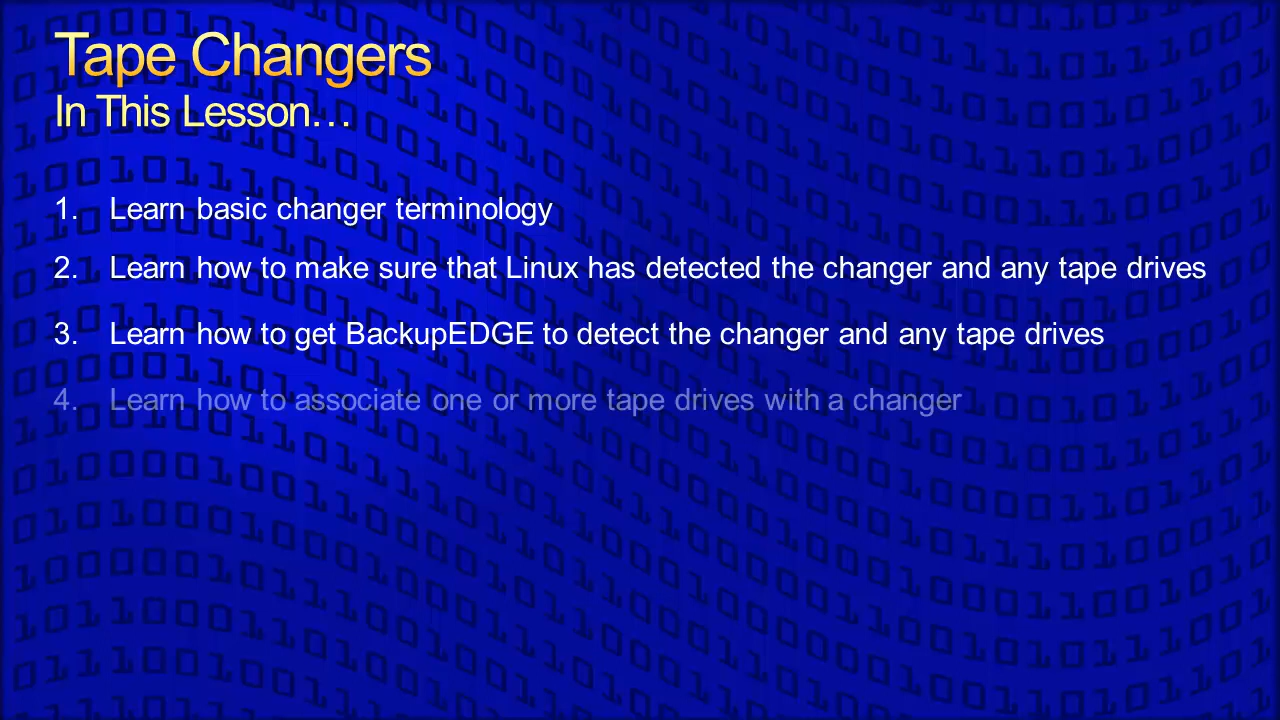 Tape Changers
In This Lesson…
1. Learn basic changer terminology
2. Learn how to make sure that Linux has detected the changer and any tape drives
3. Learn how to get BackupEDGE to detect the changer and any tape drives
4. Learn how to associate one or more tape drives with a changer